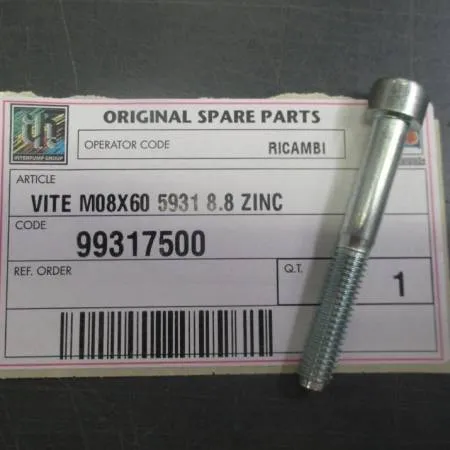 ORIGINAL SPARE PARTS
INTERPUMP GROUP
OPERATOR CODE
RICAMBI
ARTICLE
VITE M08X60 5931 8.8 ZINC
CODE
99317500
REF. ORDER
Q.T.
1